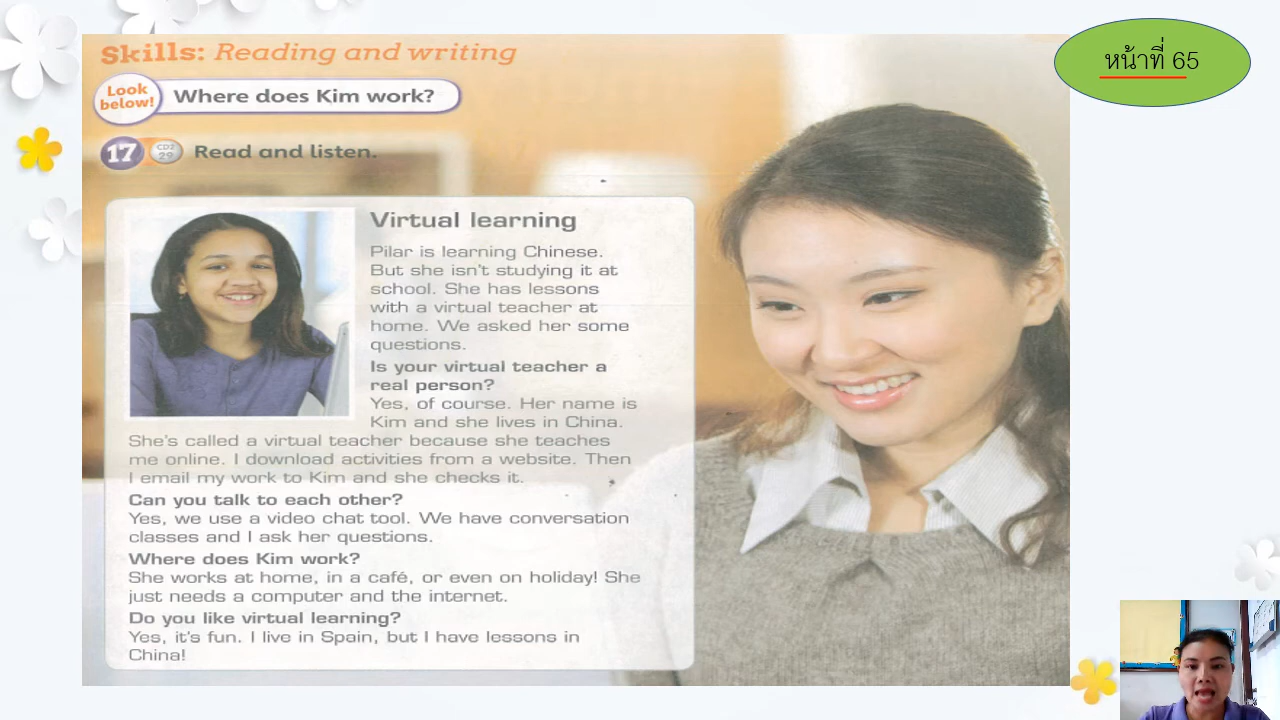 Skills: Reading and writing
หน้าที่ 65
Look
below!
Where does Kim work?
17
CD2
29
Read and listen.
Virtual learning
Pilar is learning Chinese.
But she isn't studying it at
school. She has lessons
with a virtual teacher at
home. We asked her some
questions.
Is your virtual teacher a
real person?
Yes, of course. Her name is
Kim and she lives in China.
She's called a virtual teacher because she teaches
me online. I download activities from a website. Then
I email my work to Kim and she checks it.
Can you talk to each other?
Yes, we use a video chat tool. We have conversation
classes and I ask her questions.
Where does Kim work?
She works at home, in a café, or even on holiday! She
just needs a computer and the internet.
Do you like virtual learning?
Yes, it's fun. I live in Spain, but I have lessons in
China!